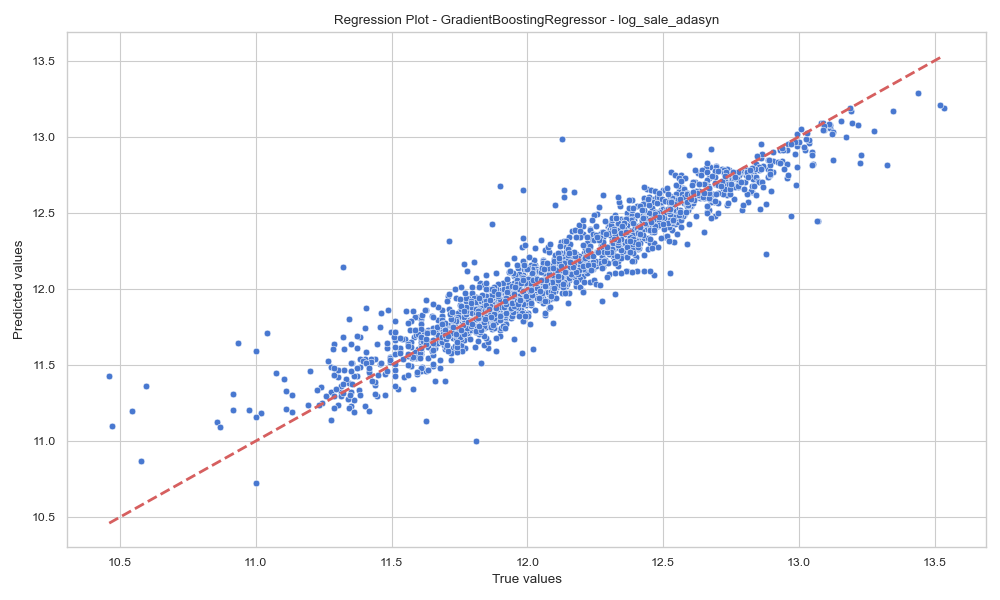 Regression Plot - GradientBoostingRegressor - log_sale_adasyn
13.5
13.0
12.5
12.0
11.5
11.0
10.5
Predicted values
10.5 11.0 11.5 12.0 12.5 13.0 13.5
True values